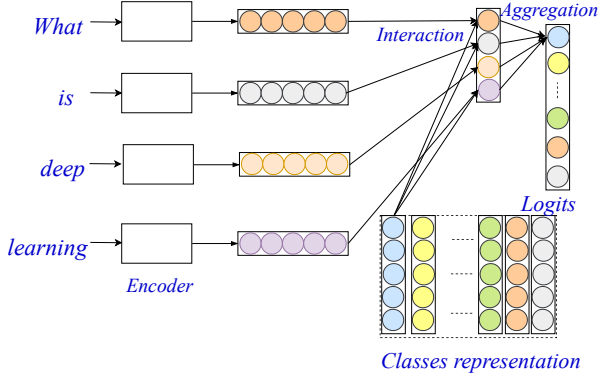 What
Interaction
Aggregation
is
deep
learning
Encoder
Logits
Classes representation